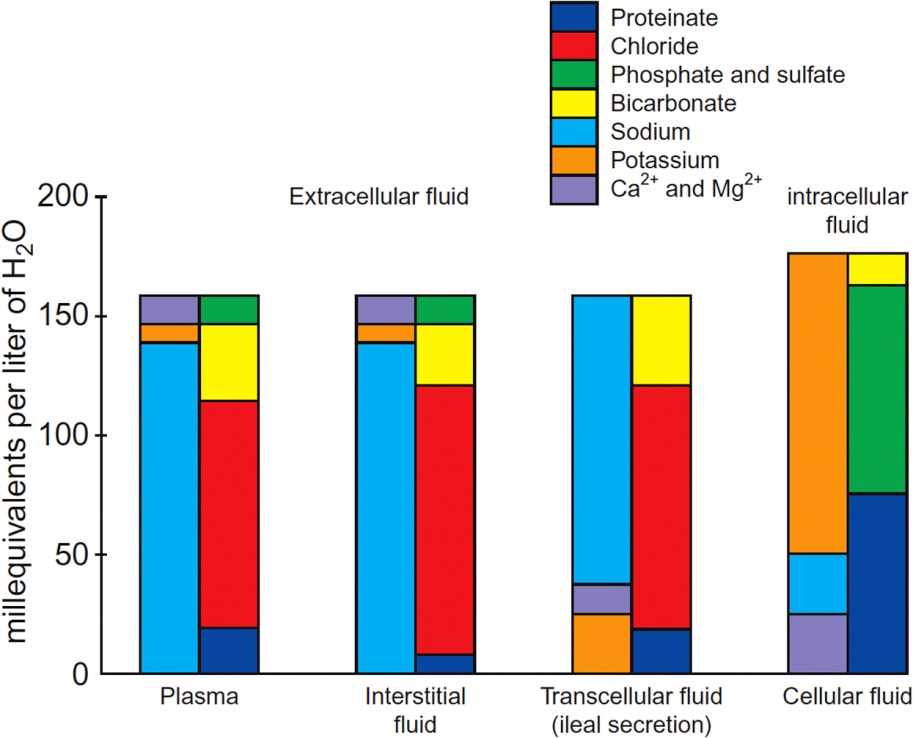 Proteinate
Chloride
Phosphate and sulfate
Bicarbonate
Sodium
Potassium
Ca²⁺ and Mg²⁺
Extracellular fluid
intracellular
fluid
millequivalents per liter of H₂O
200
150
100
50
0
Plasma
Interstitial
fluid
Transcellular fluid
(ileal secretion)
Cellular fluid